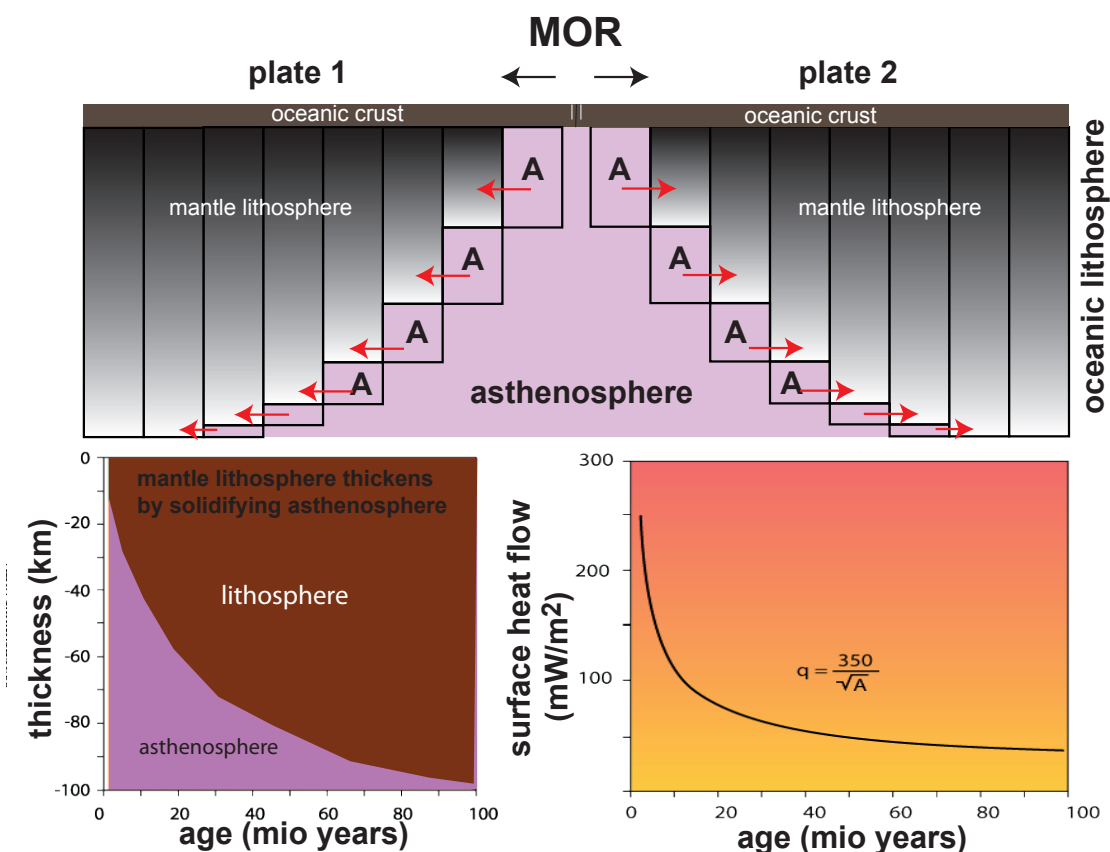 MOR
plate 1
plate 2
oceanic crust
oceanic crust
A
A
mantle lithosphere
mantle lithosphere
A
A
A
A
A
A
asthenosphere
oceanic lithosphere
mantle lithosphere thickens
by solidifying asthenosphere
lithosphere
asthenosphere
thickness (km)
0
-20
-40
-60
-80
-100
0
20
40
60
80
100
age (mio years)
surface heat flow
(mW/m2)
300
200
100
q = 350
√A
0
20
40
60
80
100
age (mio years)